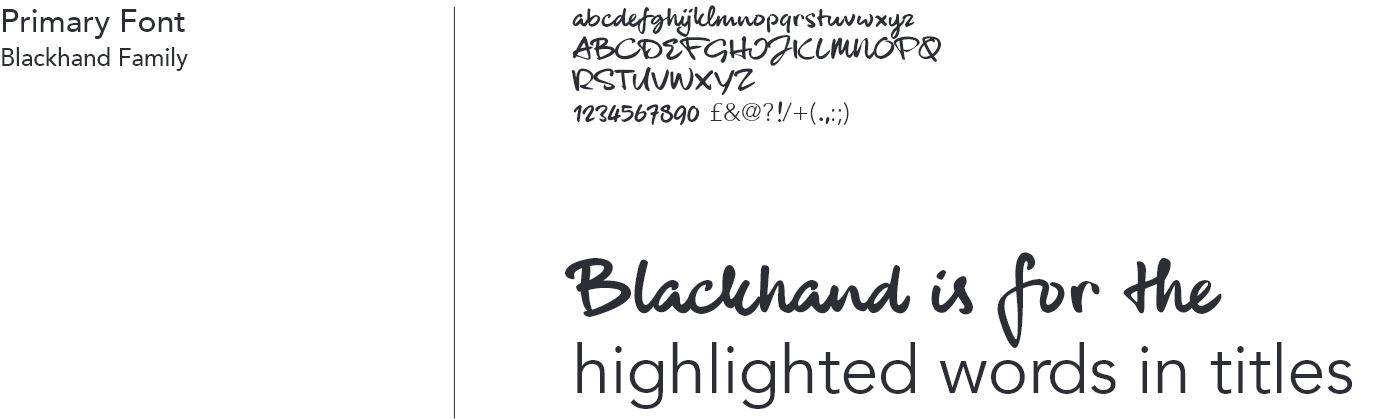 Primary Font
Blackhand Family
abcdefghijklmnopqrstuvwxyz
ABCDEFGHIJKLMNOPQ
RSTUVWXYZ
1234567890 £&@?!/+(.,:;)
Blackhand is for the
highlighted words in titles